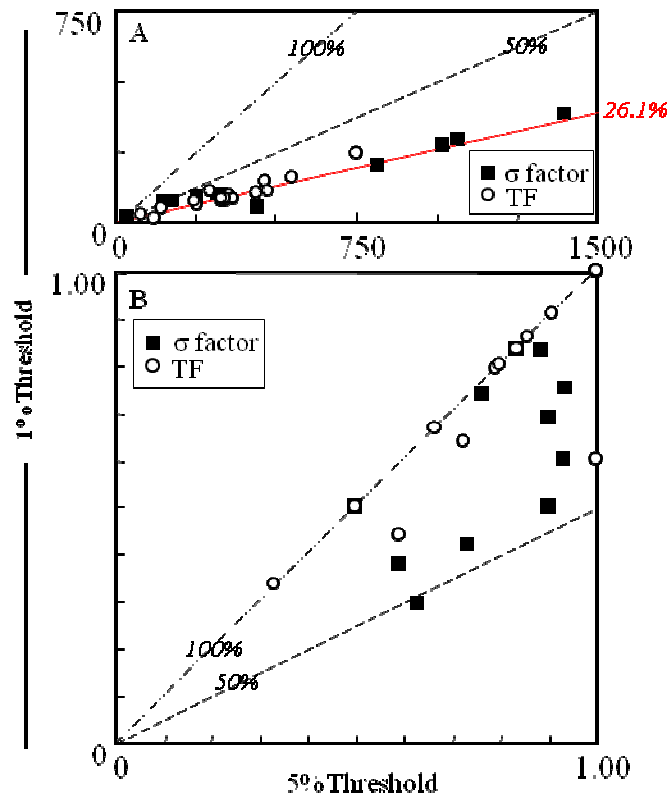 750
A
100%
50%
26.1%
σ factor
TF
0
0
750
1500
1.00
B
σ factor
TF
1% Threshold
100%
50%
0
0
1.00
5% Threshold